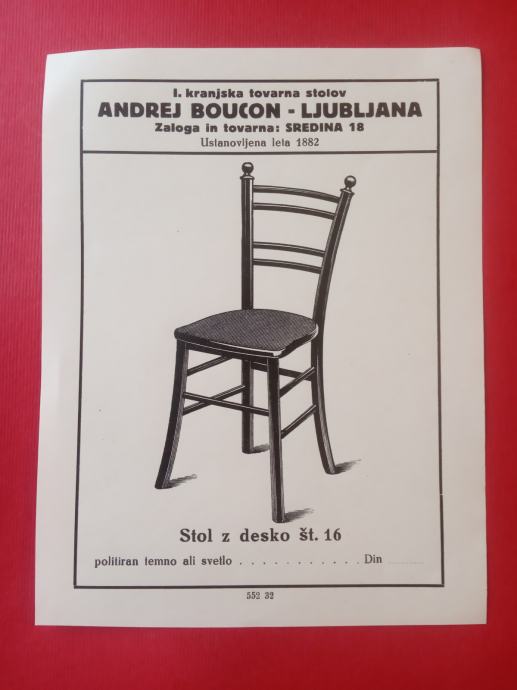 I. kranjska tovarna stolov
ANDREJ BOUCON - LJUBLJANA
Zaloga in tovarna: SREDINA 18
Ustanovljena leta 1882
Stol z desko št. 16
politiran temno ali svetlo . . . . . . . . . . . Din ..........
552 32